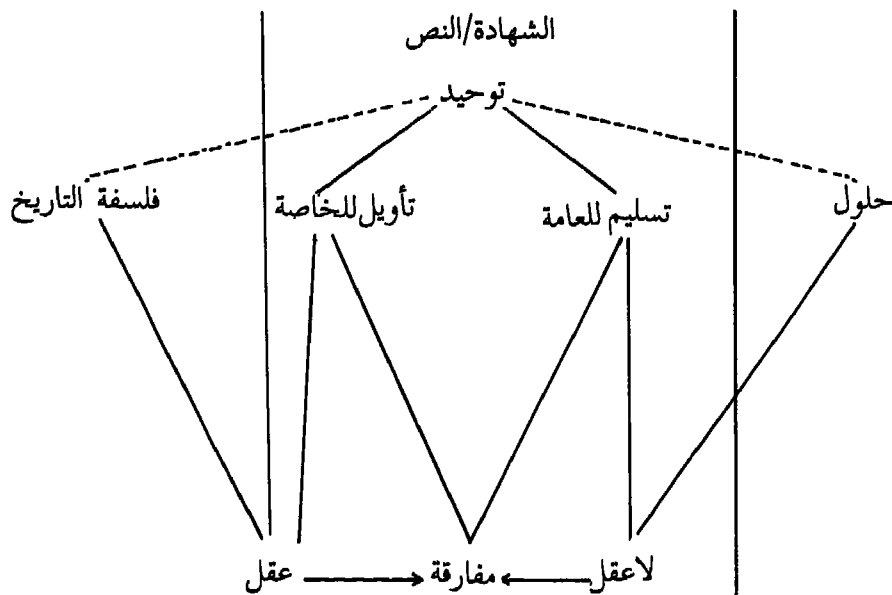 الشهادة/النص
توحيد
حلول
تسليم للعامة
تأويل للخاصة
فلسفة التاريخ
لاعقل
مفارقة
عقل